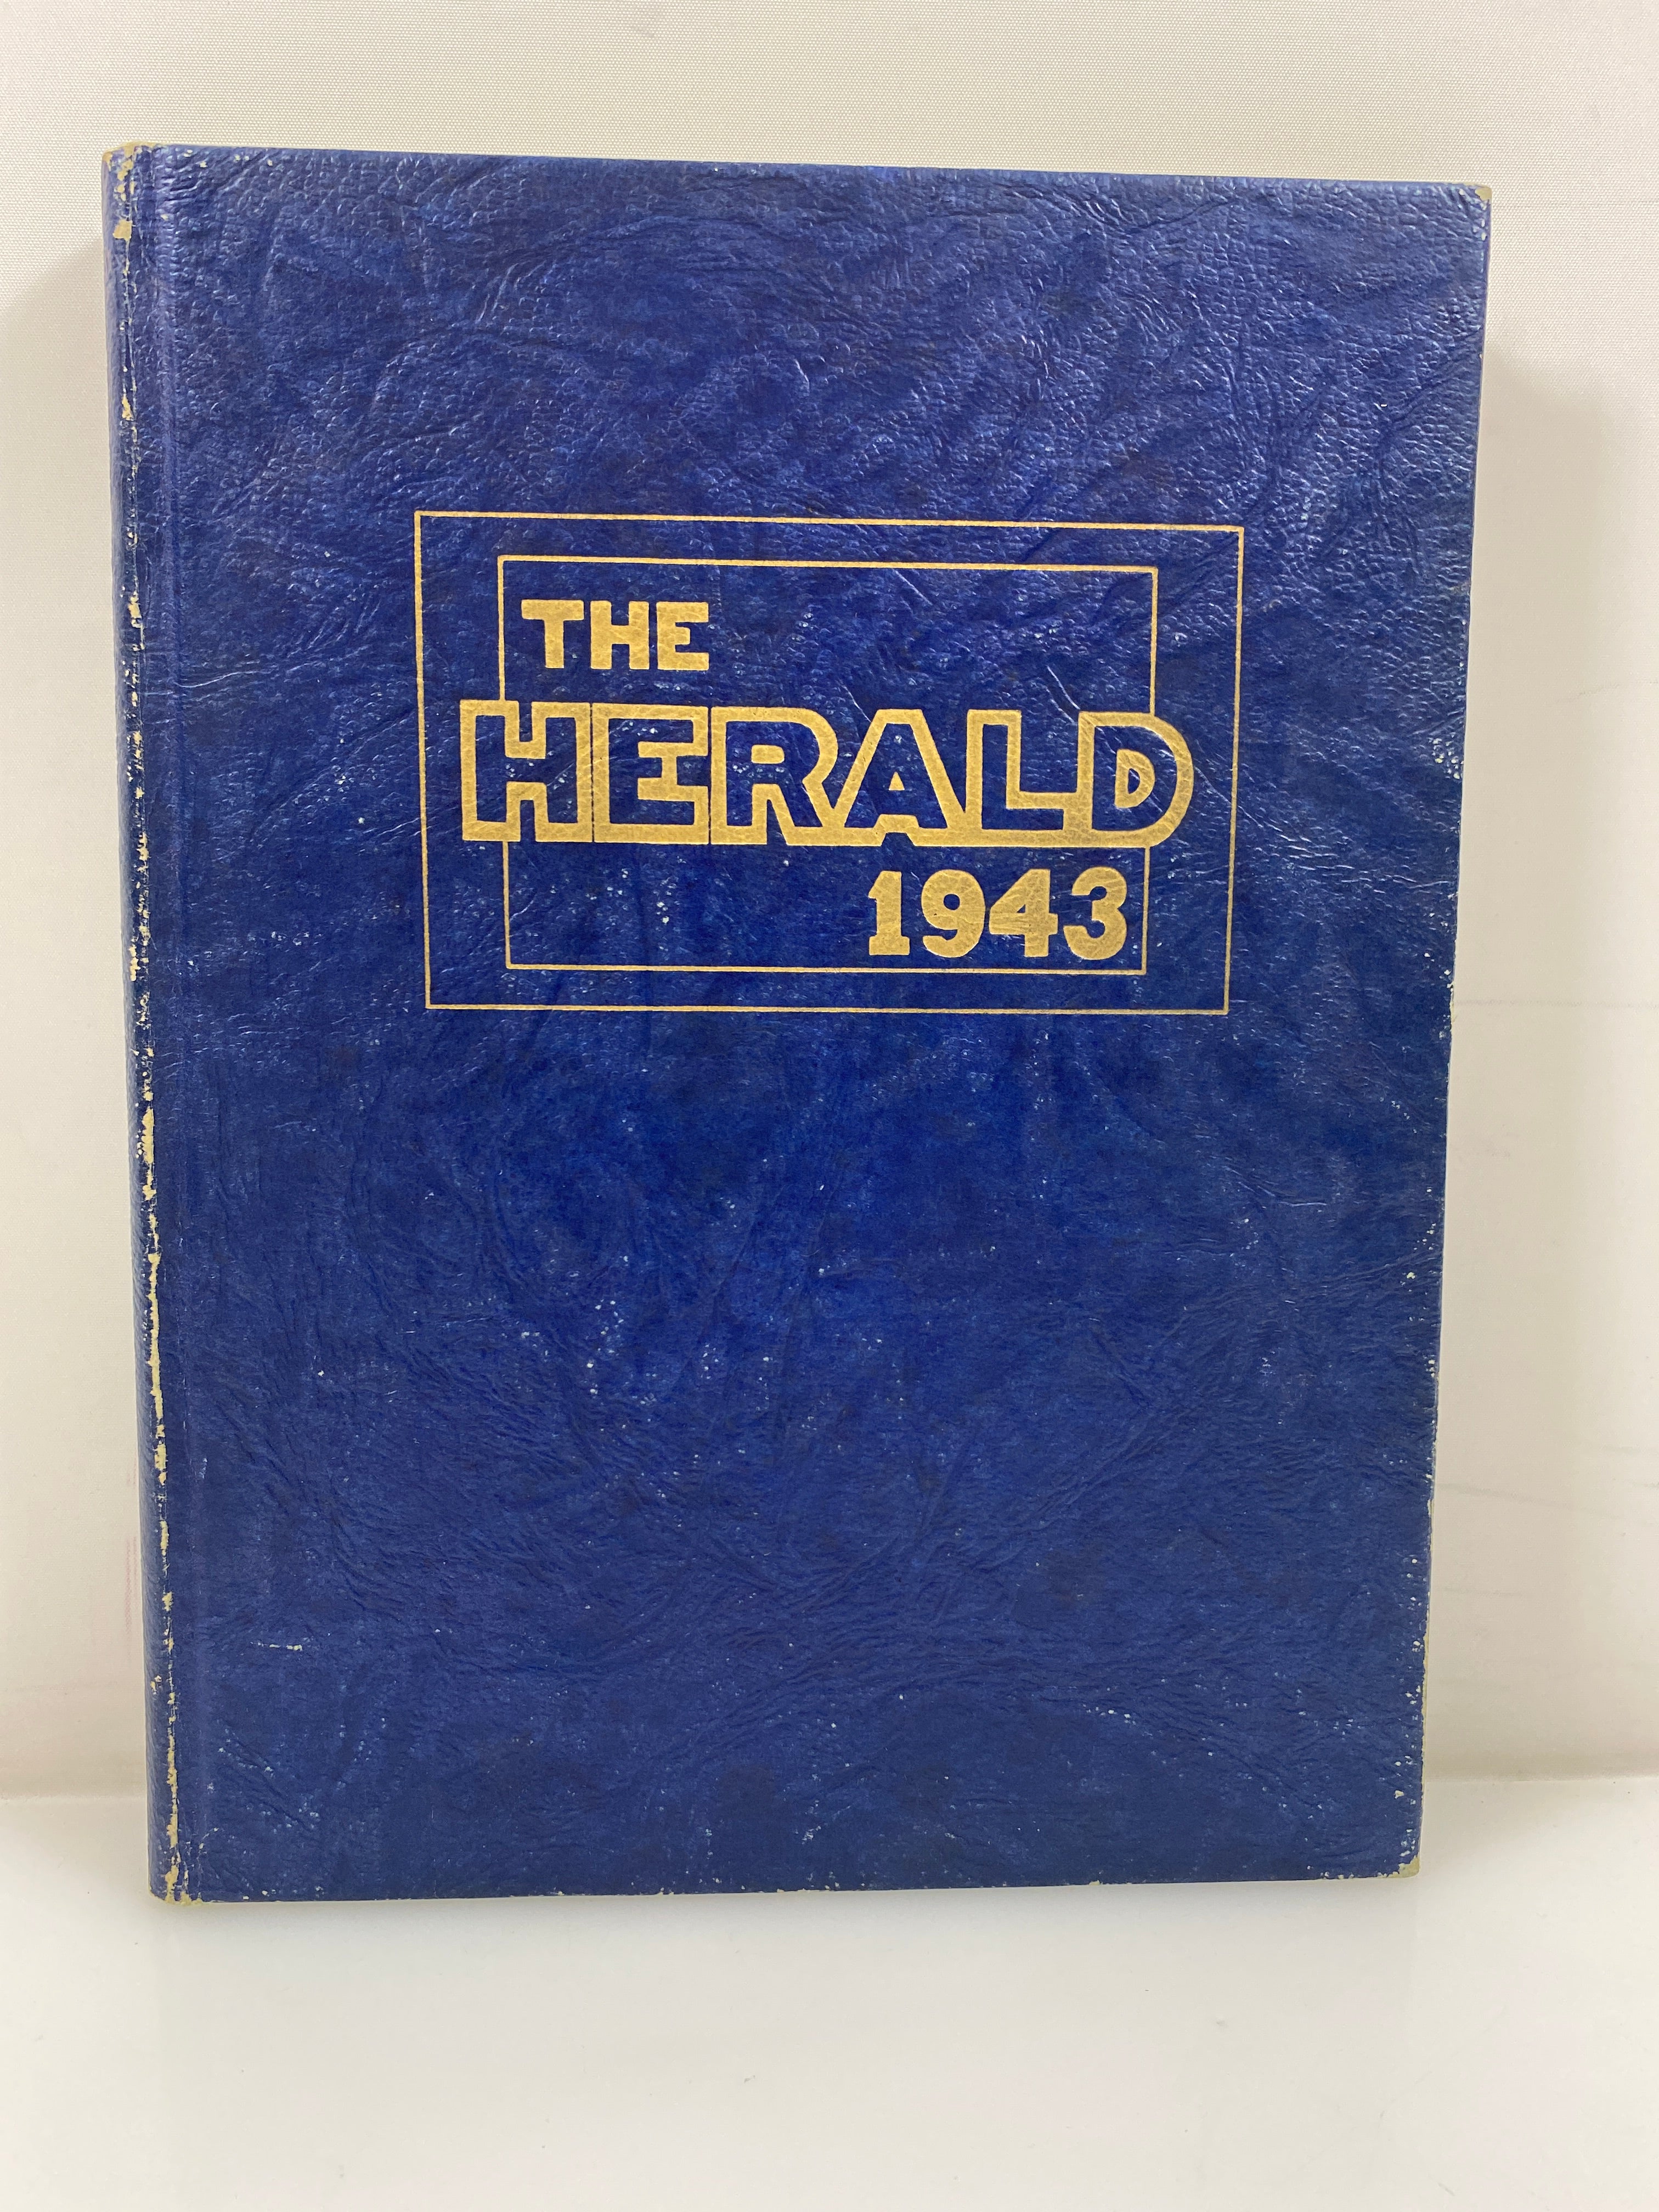 THE
HERALD
1943